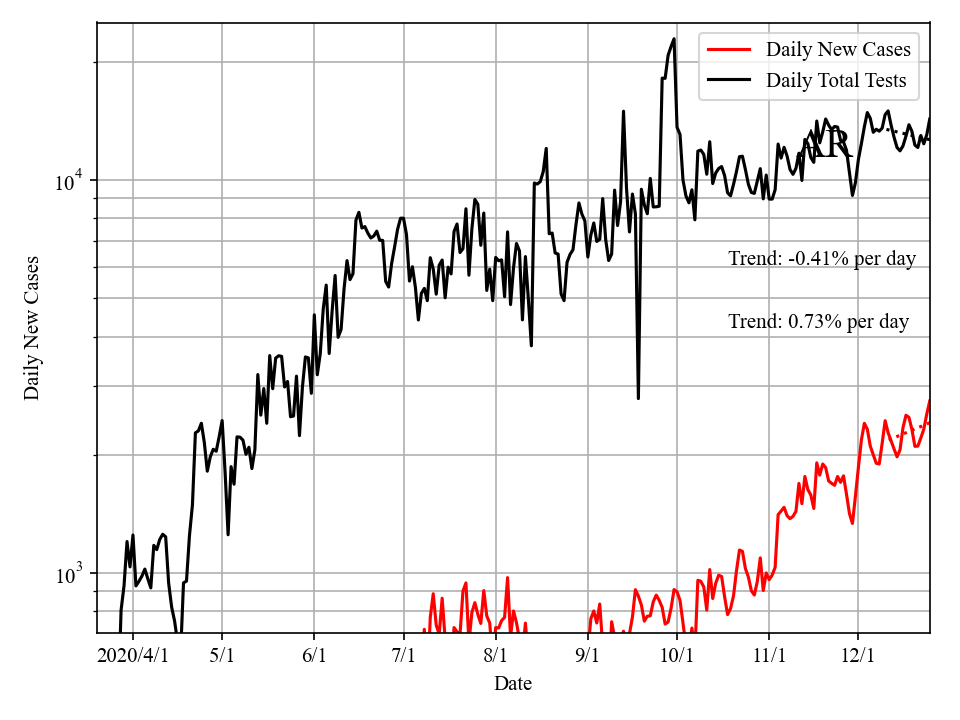 Daily New Cases
Daily Total Tests
AR
10^4
Trend: -0.41% per day
Trend: 0.73% per day
Daily New Cases
10^3
2020/4/1 5/1 6/1 7/1 8/1 9/1 10/1 11/1 12/1
Date